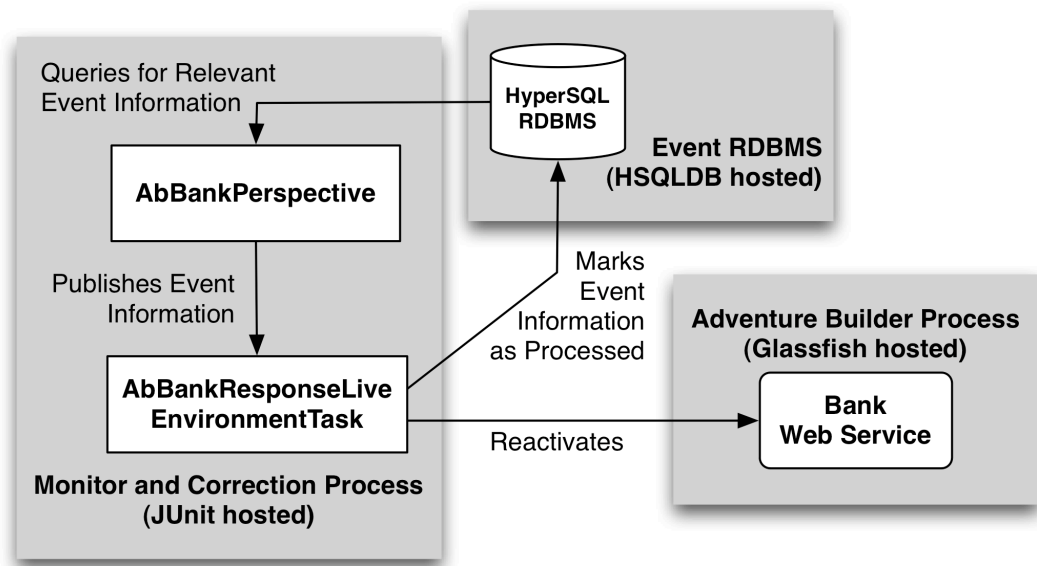 Queries for Relevant
Event Information
HyperSQL
RDBMS
Event RDBMS
(HSQLDB hosted)
AbBankPerspective
Publishes Event
Information
Marks
Event
Information
as Processed
Adventure Builder Process
(Glassfish hosted)
AbBankResponseLive
EnvironmentTask
Bank
Web Service
Reactivates
Monitor and Correction Process
(JUnit hosted)